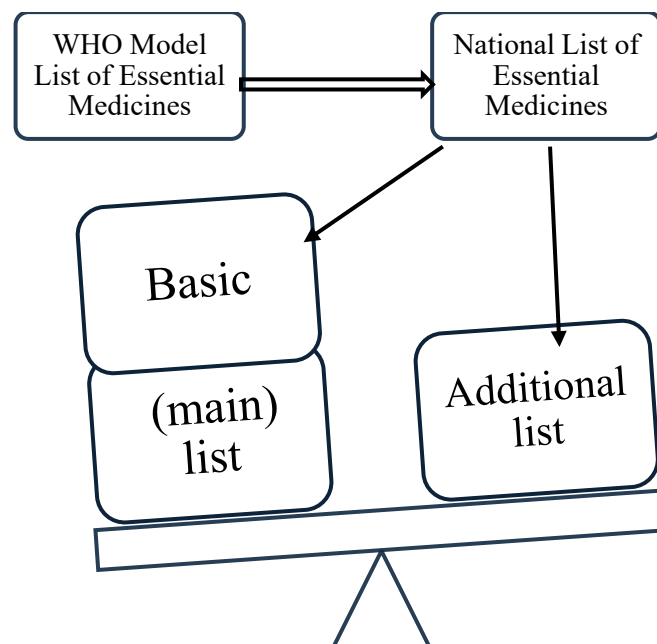 WHO Model
List of Essential
Medicines
National List of
Essential
Medicines
Basic
(main)
list
Additional
list